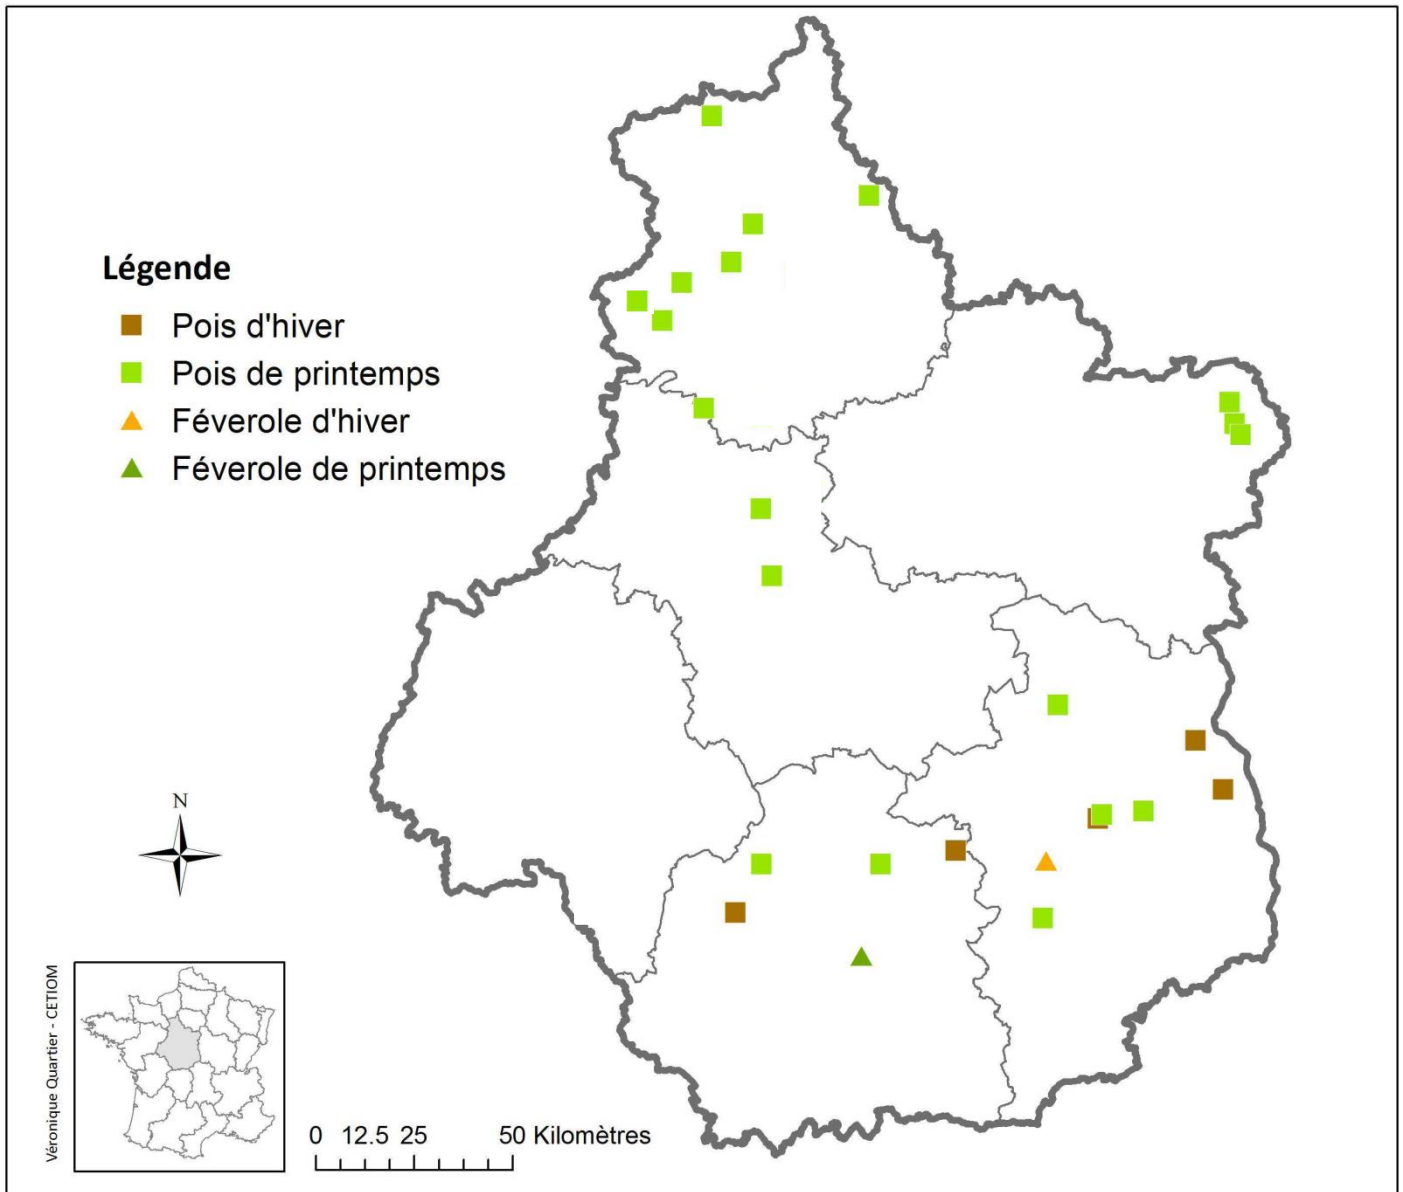 Légende
Pois d'hiver
Pois de printemps
Féverole d'hiver
Féverole de printemps
N
Véronique Quartier - CETIOM
0 12.5 25 50 Kilomètres